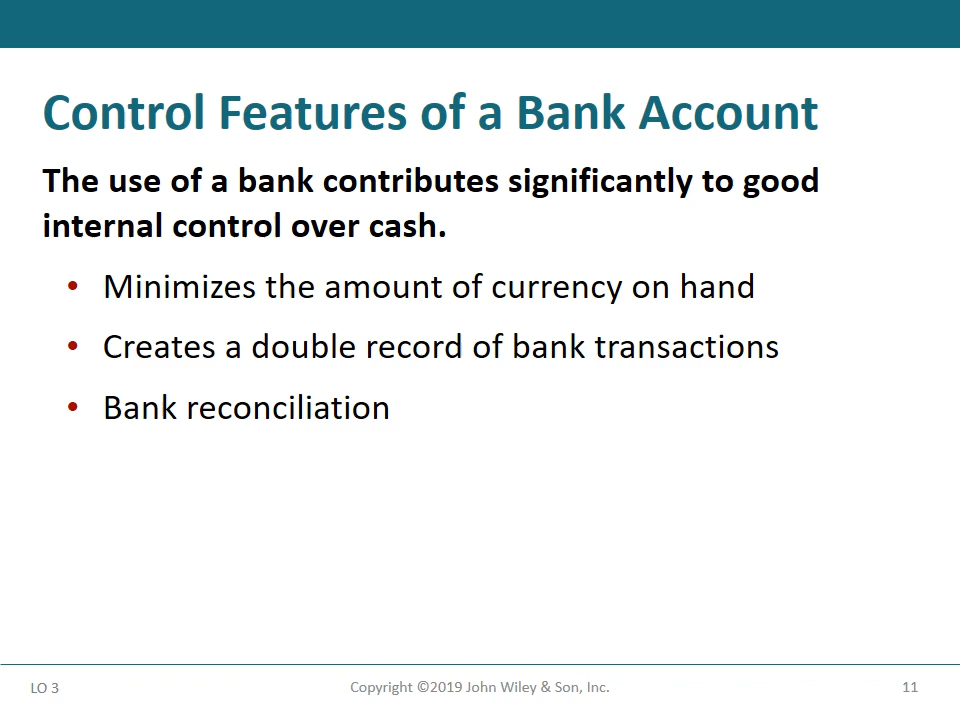 Control Features of a Bank Account
The use of a bank contributes significantly to good
internal control over cash.
• Minimizes the amount of currency on hand
• Creates a double record of bank transactions
• Bank reconciliation
LO 3
Copyright ©2019 John Wiley & Son, Inc.
11